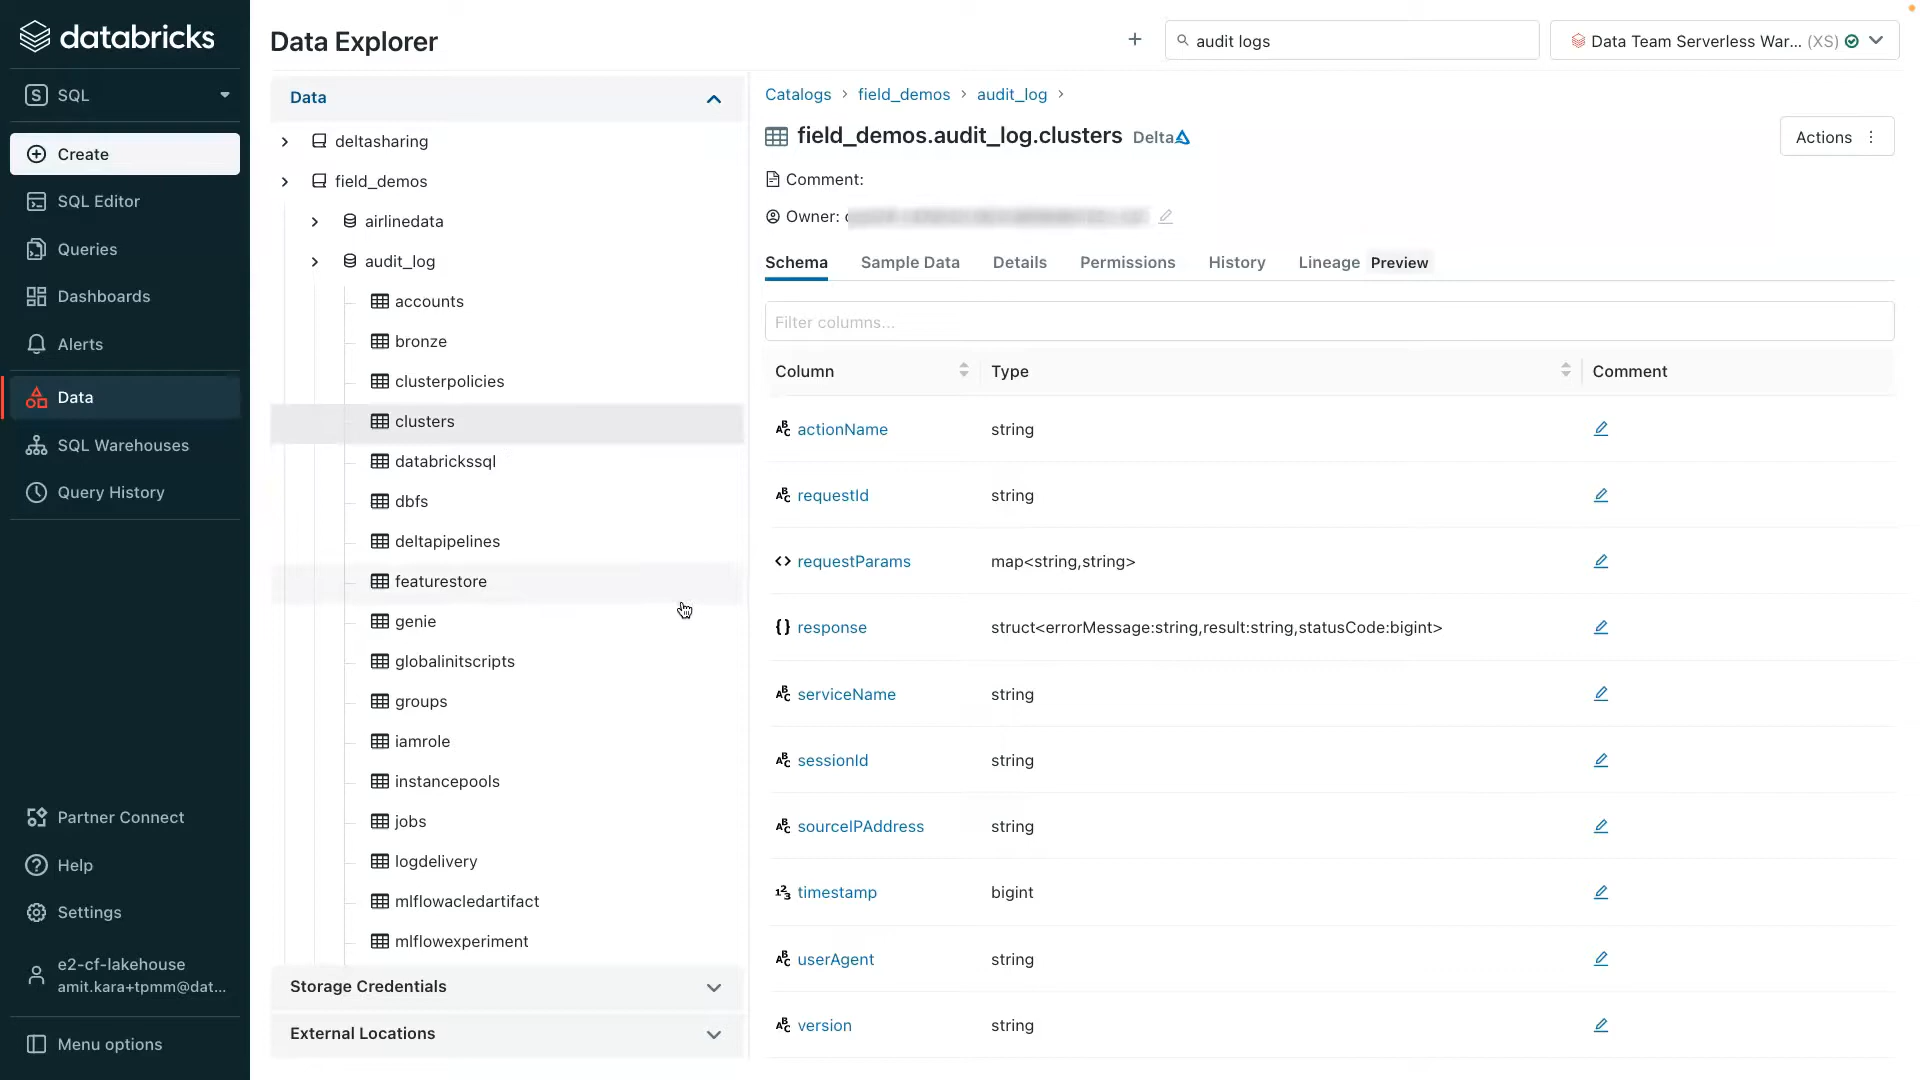 databricks
SQL
Create
SQL Editor
Queries
Dashboards
Alerts
Data
SQL Warehouses
Query History
Partner Connect
Help
Settings
e2-cf-lakehouse
amit.kara+tpmm@dat...
Menu options
Data Explorer
audit logs
Data Team Serverless War... (XS)
Data
deltasharing
field_demos
airlinedata
audit_log
accounts
bronze
clusterpolicies
clusters
databrickssql
dbfs
deltapipelines
featurestore
genie
globalinitscripts
groups
iamrole
instancepools
jobs
logdelivery
mlflowacledartifact
mlflowexperiment
Storage Credentials
External Locations
Catalogs > field_demos > audit_log >
field_demos.audit_log.clusters Delta
Actions
Comment:
Owner:
Schema Sample Data Details Permissions History Lineage Preview
Filter columns...
Column Type Comment
actionName string
requestId string
requestParams map<string,string>
response struct<errorMessage:string,result:string,statusCode:bigint>
serviceName string
sessionId string
sourceIPAddress string
timestamp bigint
userAgent string
version string